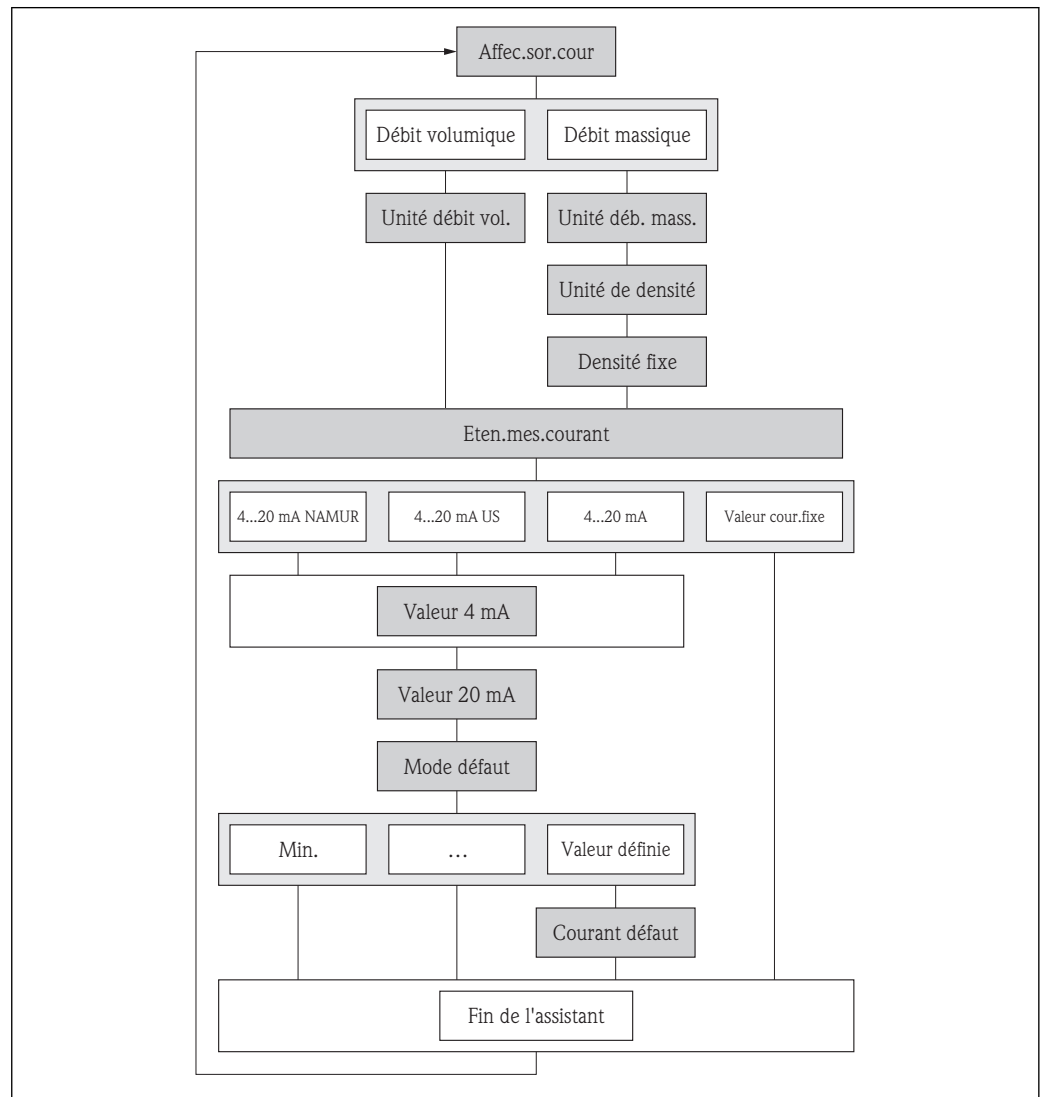 Affec.sor.cour
Débit volumique
Débit massique
Unité débit vol.
Unité déb. mass.
Unité de densité
Densité fixe
Eten.mes.courant
4...20 mA NAMUR
4...20 mA US
4...20 mA
Valeur cour.fixe
Valeur 4 mA
Valeur 20 mA
Mode défaut
Min.
...
Valeur définie
Courant défaut
Fin de l'assistant